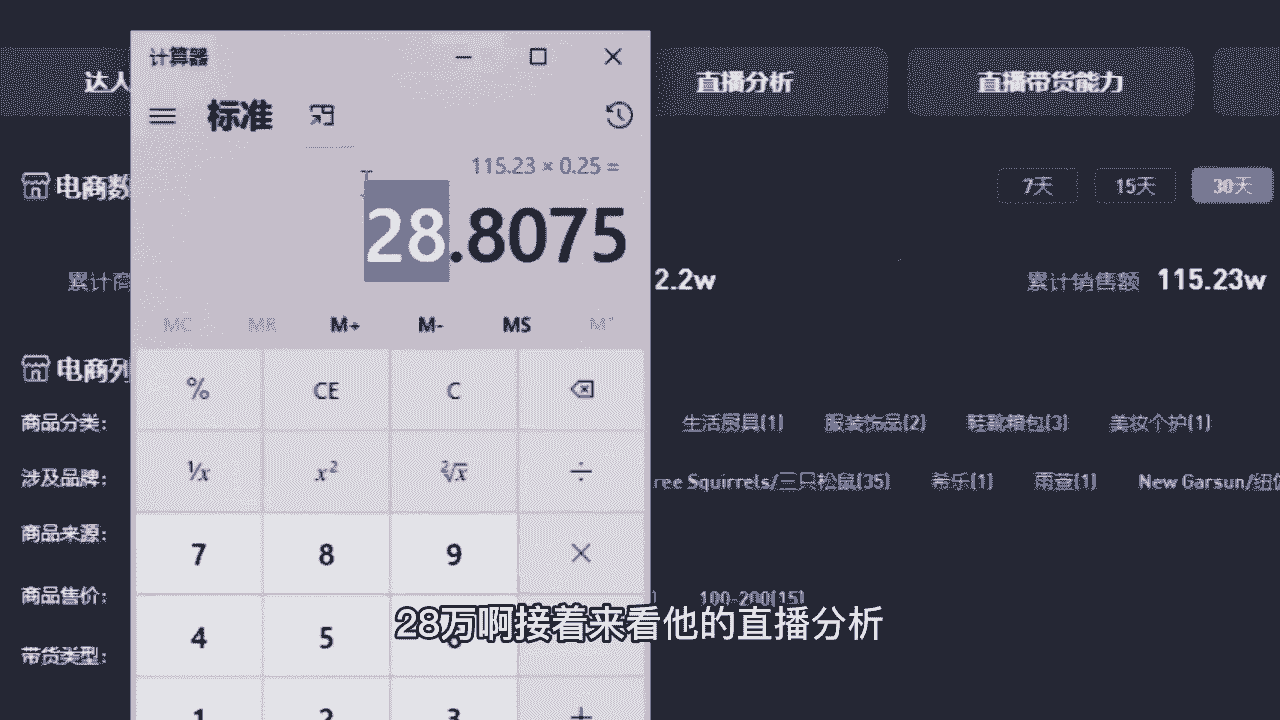 计算器
达人
直播分析
直播带货能力
标准
115.23 × 0.25 =
28.8075
电商数
7天
15天
30天
累计商
2.2w
累计销售额 115.23w
MC MR M+ M- MS
电商列
% CE C
商品分类:
生活厨具(1) 服装饰品(2) 鞋靴箱包(3) 美妆个护(1)
¹/x x² ²√x ÷
涉及品牌:
ree Squirrels/三只松鼠(35) 希乐(1) 雨萱(1) New Garsun/纽
商品来源:
7 8 9 ×
商品售价:
100-200(15)
28万啊接着来看他的直播分析
4 5 6
带货类型:
1 2 3 +